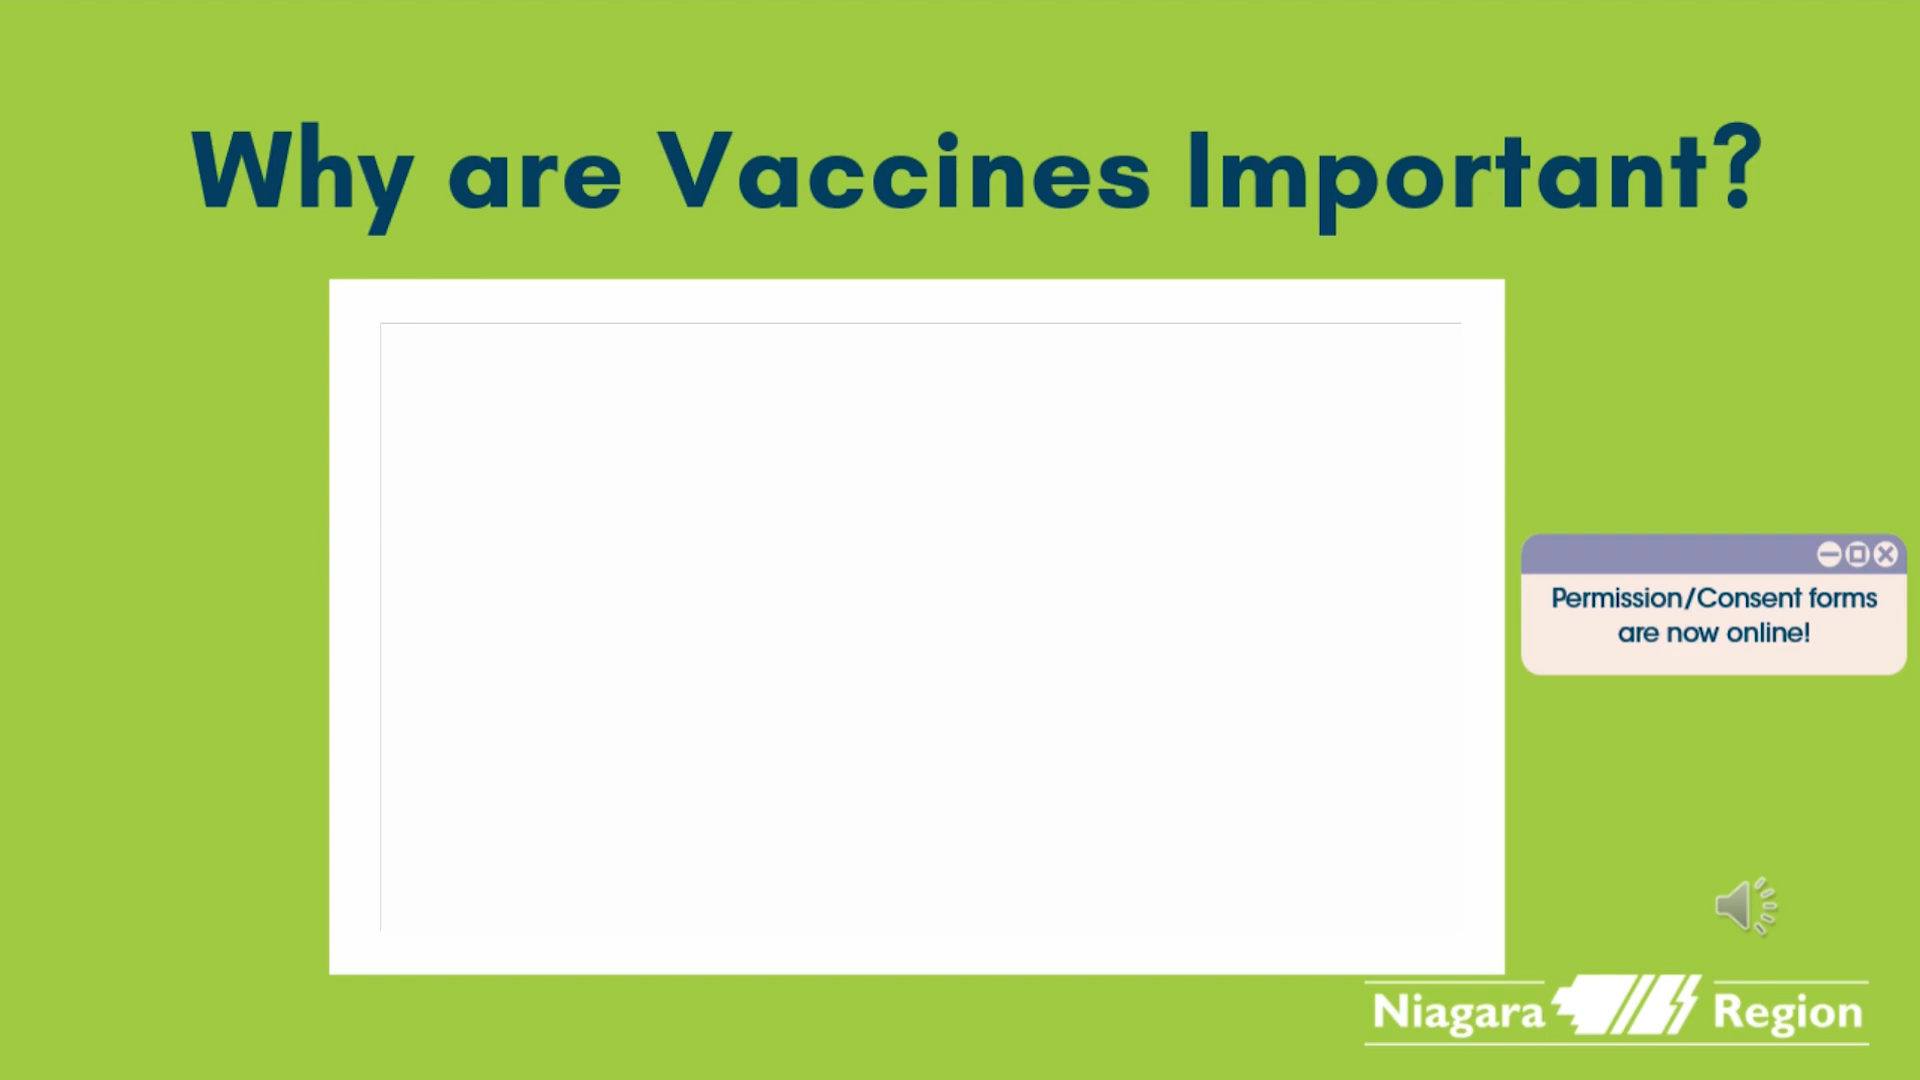 Why are Vaccines Important?
Permission/Consent forms
are now online!
Niagara Region